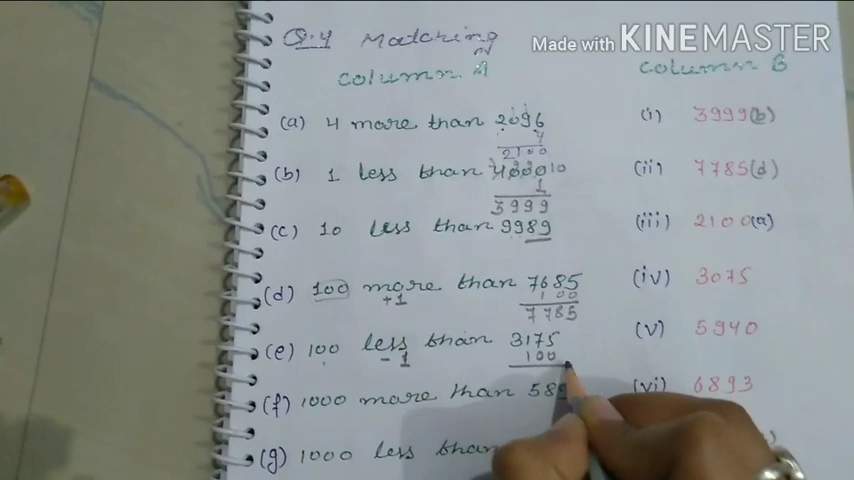 Made with KINEMASTER
Q.4 Matching
column A column B
(a) 4 more than 2096 (i) 3999(b)
4
2100
(b) 1 less than 4000 (ii) 7785(d)
1
3999
(c) 10 less than 9989 (iii) 2100(a)
(d) 100 more than 7685 (iv) 3075
+1 100
7785
(e) 100 less than 3175 (v) 5940
-1 100
(f) 1000 more than (vi) 6893
(g) 1000 less than